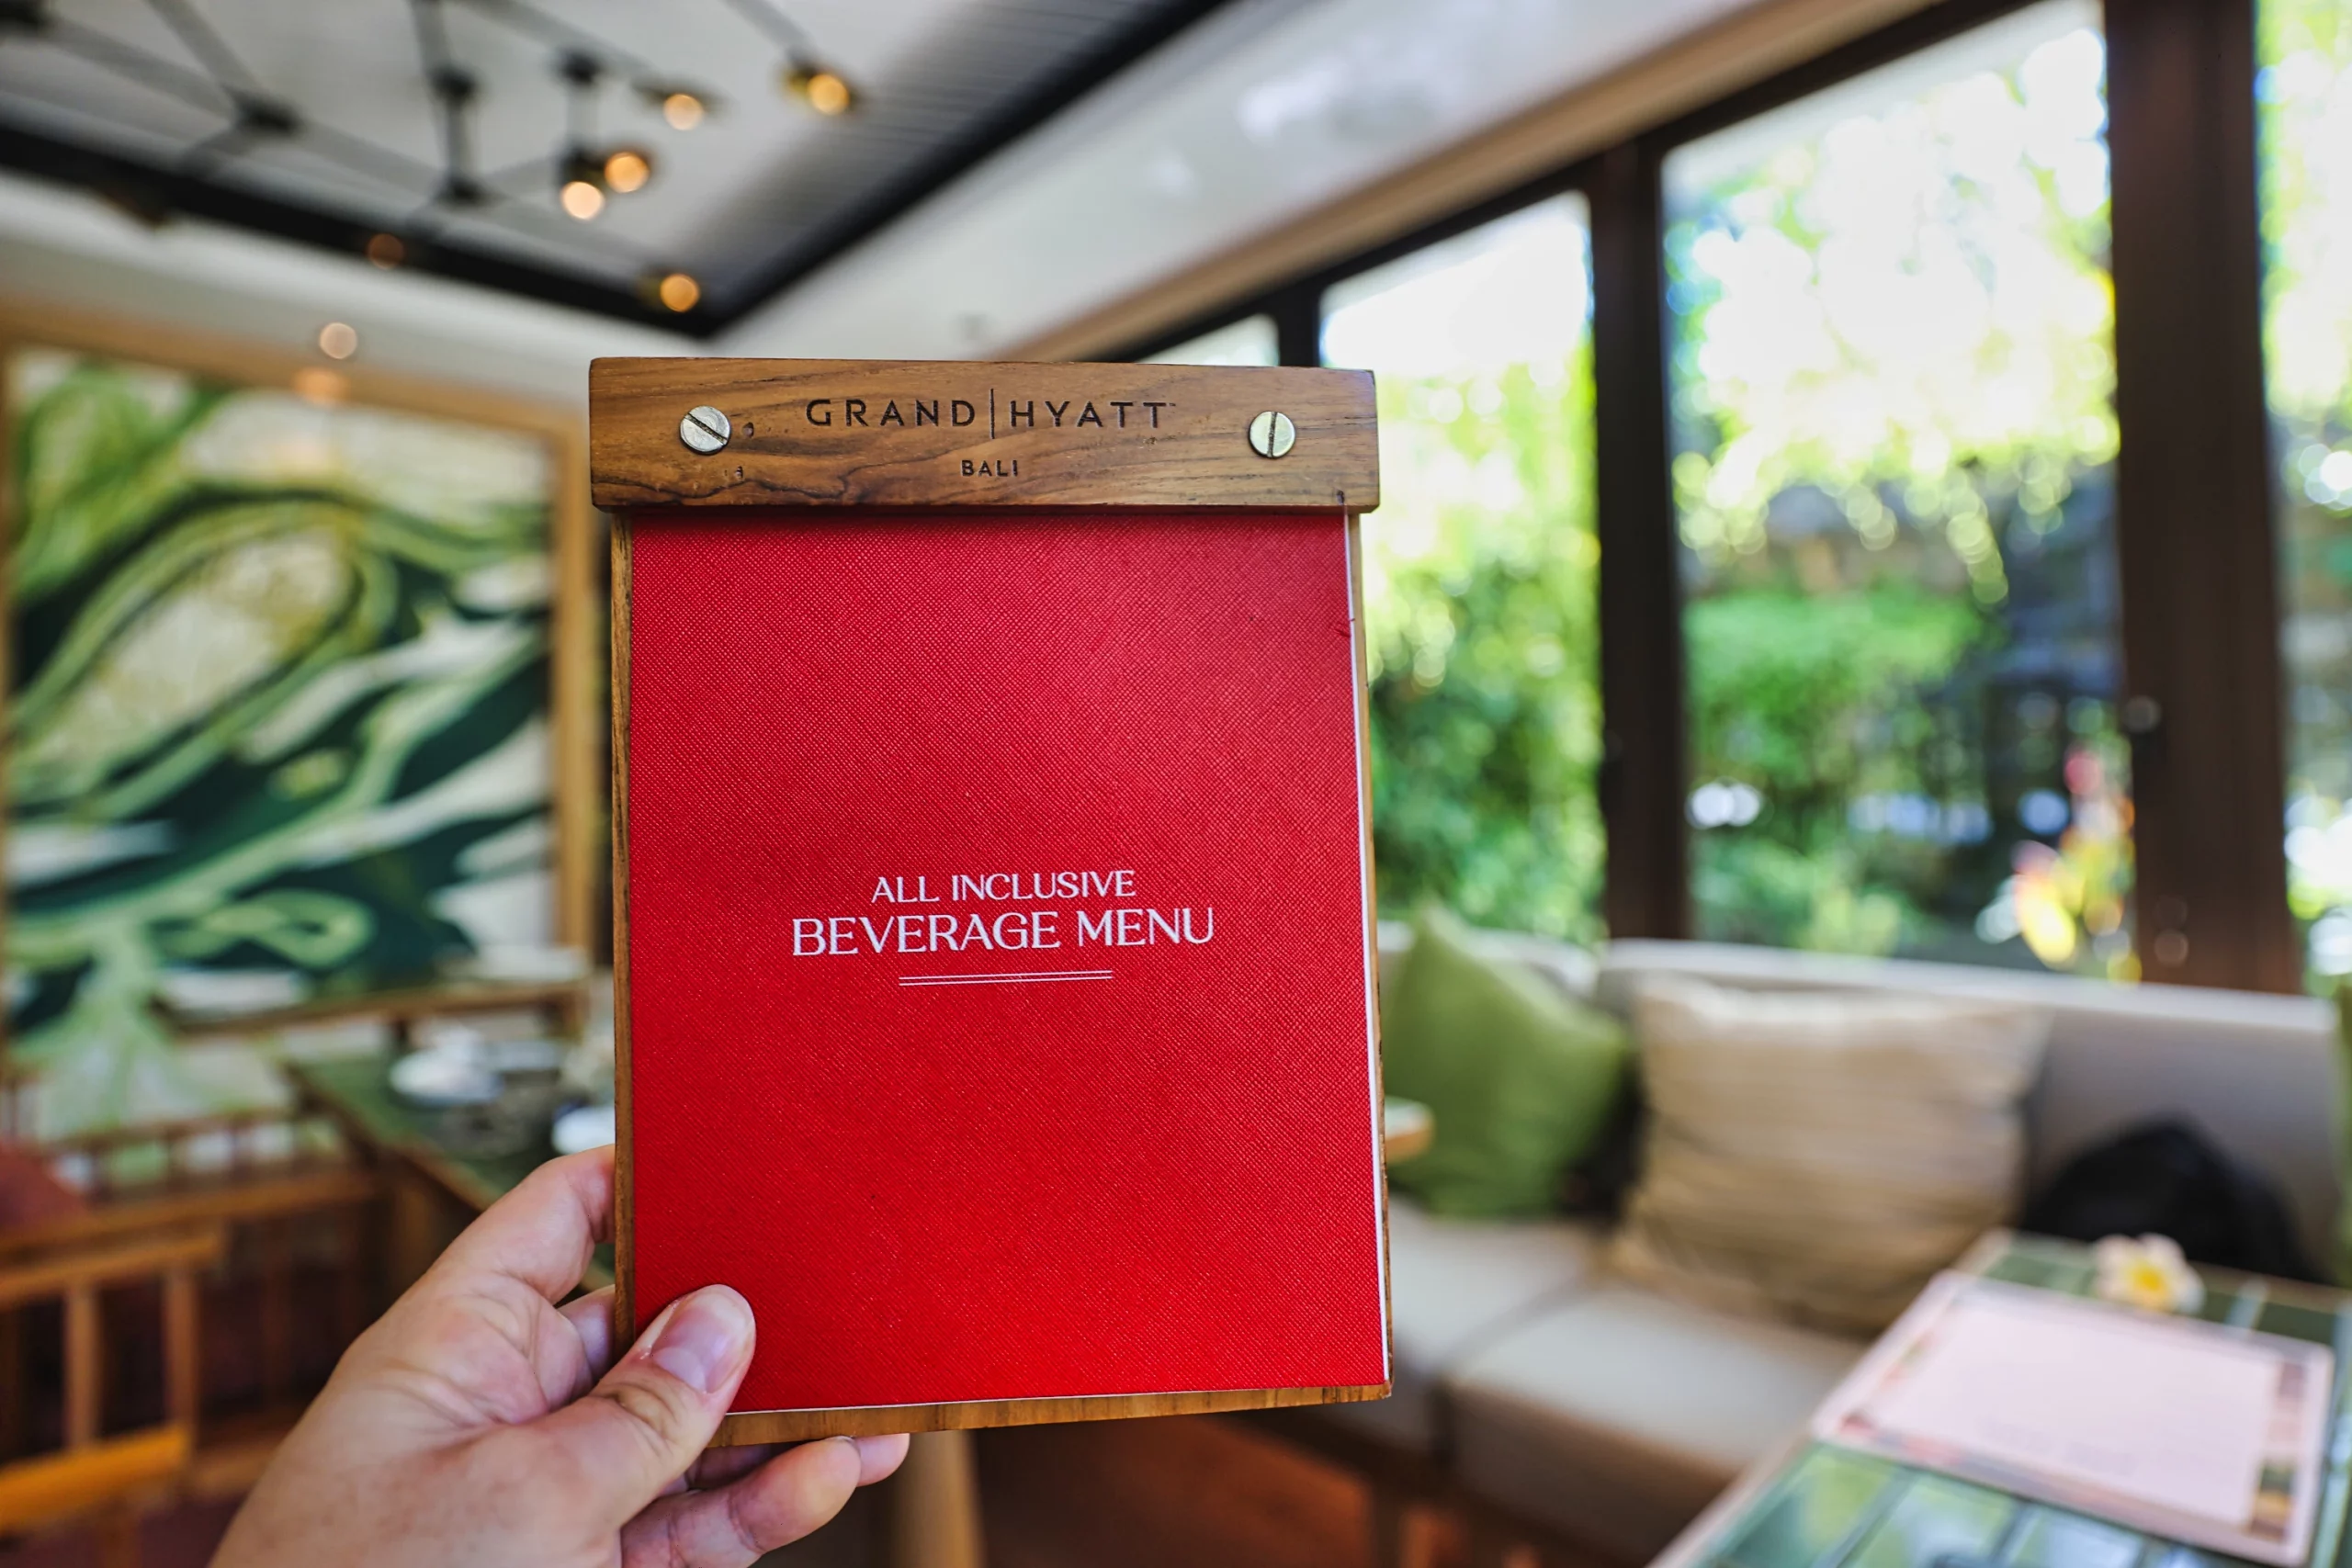 GRAND|HYATT
BALI
ALL INCLUSIVE
BEVERAGE MENU